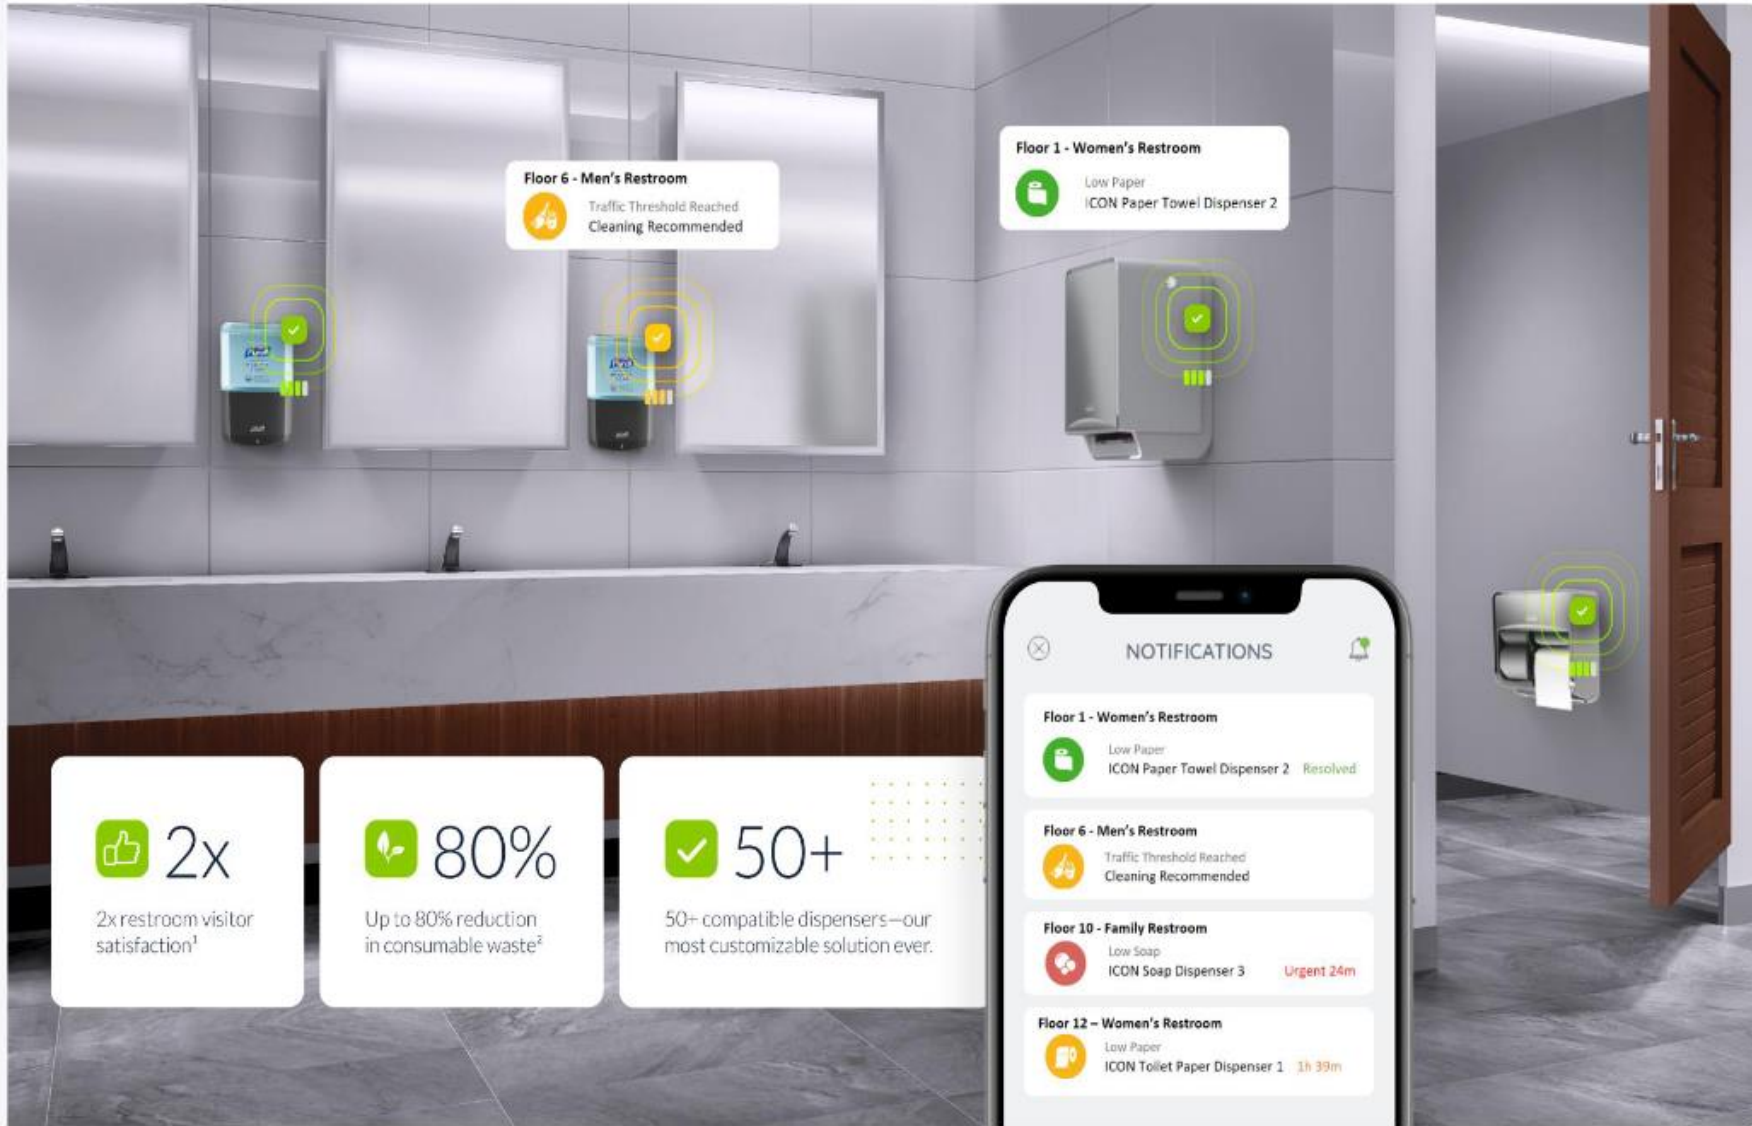 Floor 6 - Men's Restroom
Traffic Threshold Reached
Cleaning Recommended
Floor 1 - Women's Restroom
Low Paper
ICON Paper Towel Dispenser 2
NOTIFICATIONS
Floor 1 - Women's Restroom
Low Paper
ICON Paper Towel Dispenser 2 Resolved
Floor 6 - Men's Restroom
Traffic Threshold Reached
Cleaning Recommended
Floor 10 - Family Restroom
Low Soap
ICON Soap Dispenser 3 Urgent 24m
Floor 12 – Women's Restroom
Low Paper
ICON Toilet Paper Dispenser 1 1h 39m
2x
2x restroom visitor
satisfaction¹
80%
Up to 80% reduction
in consumable waste²
50+
50+ compatible dispensers—our
most customizable solution ever.